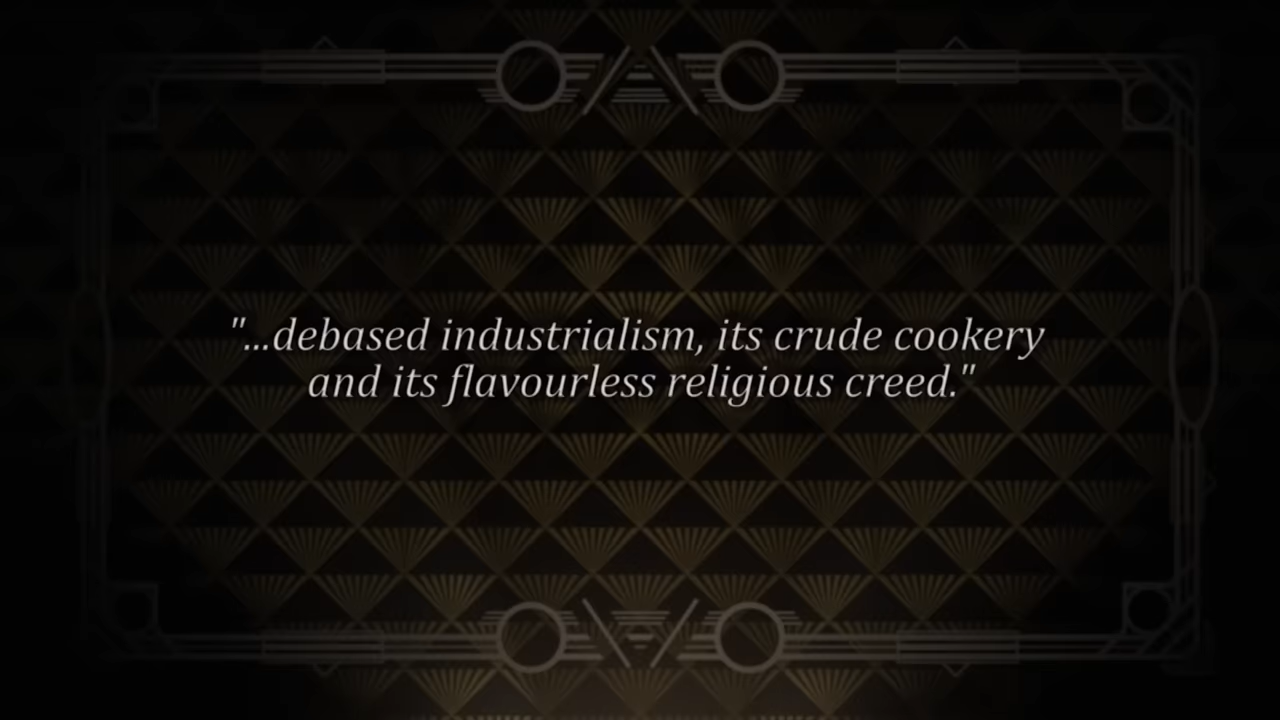 "...debased industrialism, its crude cookery
and its flavourless religious creed."